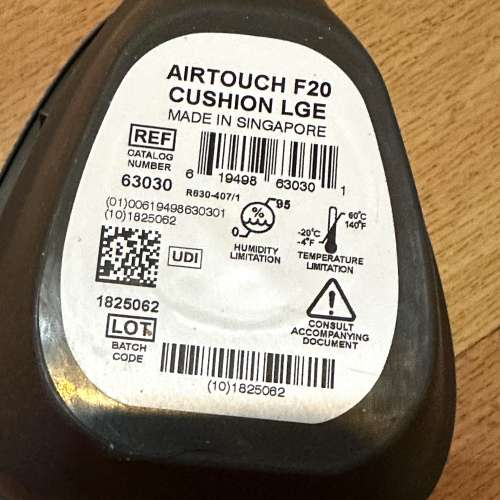 AIRTOUCH F20
CUSHION LGE
MADE IN SINGAPORE
REF
CATALOG
NUMBER
63030
6 19498 63030 1
R630-407/1
(01)00619498630301
(10)1825062
UDI
95
%
0
HUMIDITY
LIMITATION
60°C
140°F
-20°C
-4°F
TEMPERATURE
LIMITATION
1825062
LOT
BATCH
CODE
!
CONSULT
ACCOMPANYING
DOCUMENT
(10)1825062